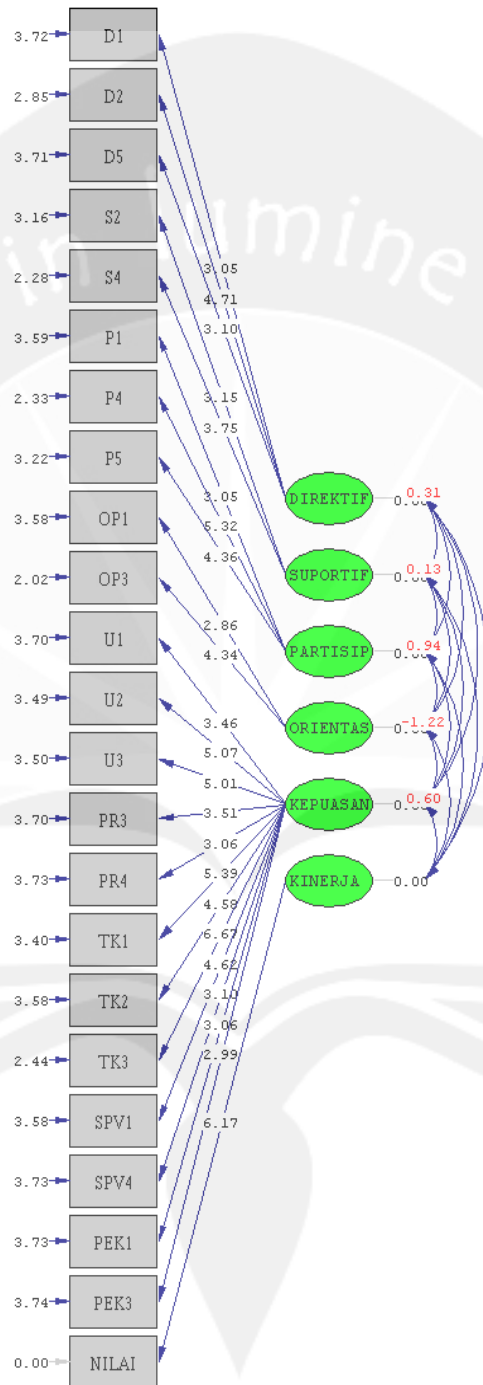 3.72 D1
2.85 D2
3.71 D5
3.16 S2
2.28 S4
3.59 P1
2.33 P4
3.22 P5
3.58 OP1
2.02 OP3
3.70 U1
3.49 U2
3.50 U3
3.70 PR3
3.73 PR4
3.40 TK1
3.58 TK2
2.44 TK3
3.58 SPV1
3.73 SPV4
3.73 PEK1
3.74 PEK3
0.00 NILAI
3.05
4.71
3.10
3.15
3.75
3.05
5.32
4.36
2.86
4.34
3.46
5.07
5.01
3.51
3.06
5.39
4.58
6.67
4.62
3.10
3.06
2.99
6.17
DIREKTIF 0.31
SUPORTIF 0.13
PARTISIP 0.94
ORIENTAS -1.22
KEPUASAN 0.60
KINERJA 0.00
in lumine